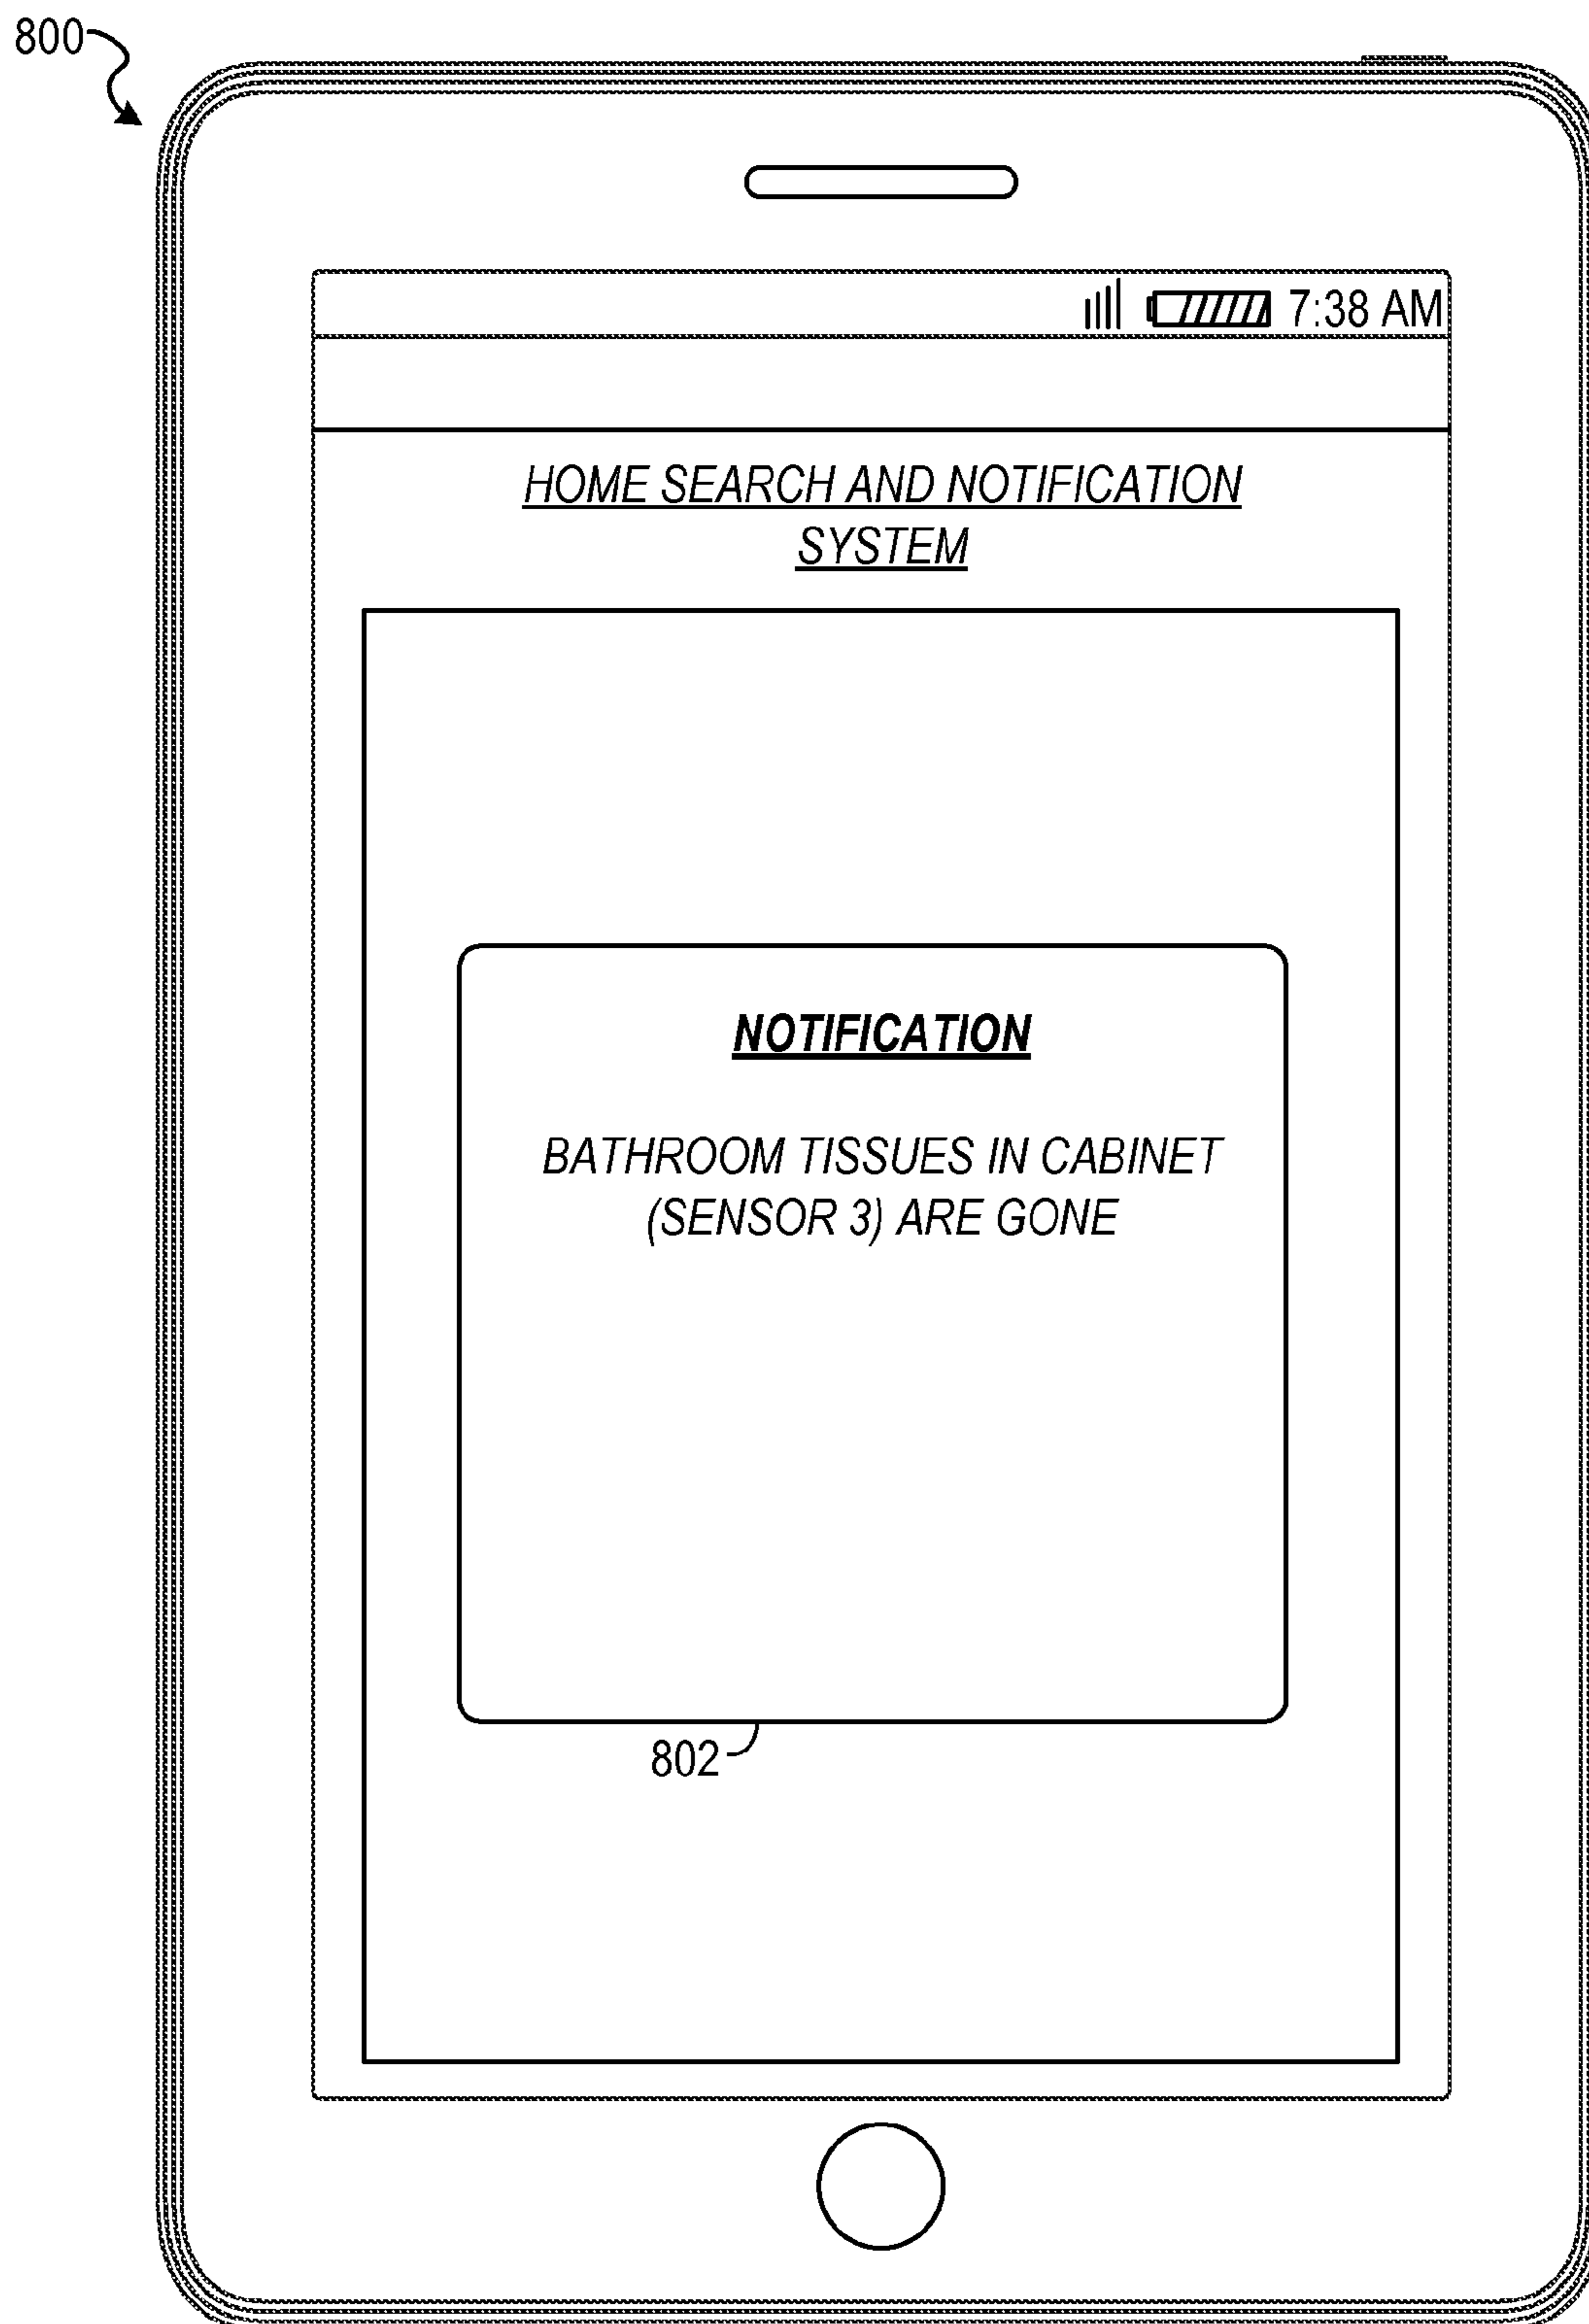 800
7:38 AM
HOME SEARCH AND NOTIFICATION
SYSTEM
NOTIFICATION
BATHROOM TISSUES IN CABINET
(SENSOR 3) ARE GONE
802